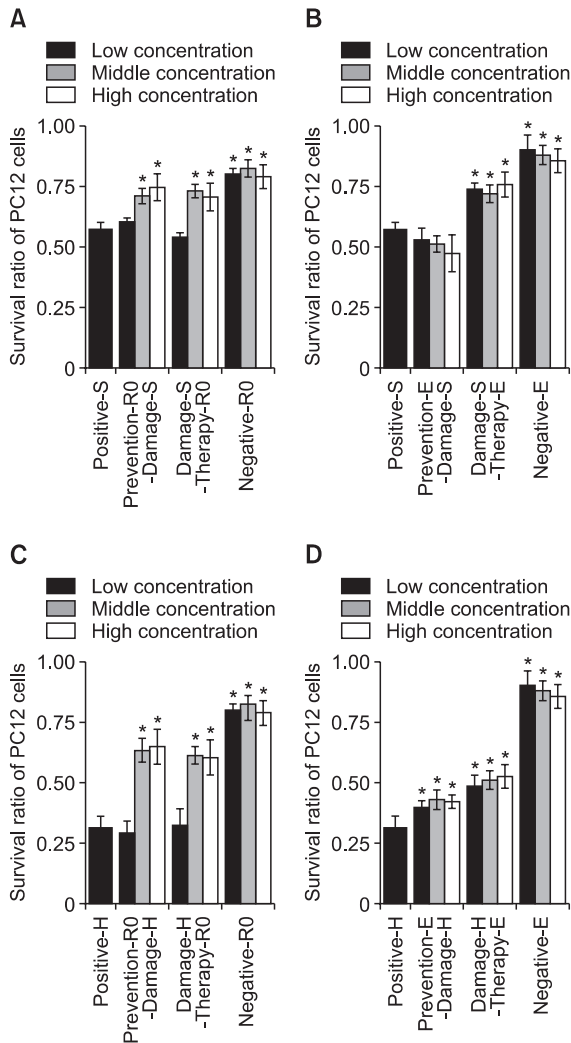 A
Low concentration
Middle concentration
High concentration
Survival ratio of PC12 cells
1.00
0.75
0.50
0.25
0
* * * * * * *
Positive-S
Prevention-R0
-Damage-S
Damage-S
-Therapy-R0
Negative-R0
B
Low concentration
Middle concentration
High concentration
Survival ratio of PC12 cells
1.00
0.75
0.50
0.25
0
* * * * * *
Positive-S
Prevention-E
-Damage-S
Damage-S
-Therapy-E
Negative-E
C
Low concentration
Middle concentration
High concentration
Survival ratio of PC12 cells
1.00
0.75
0.50
0.25
0
* * * * * * *
Positive-H
Prevention-R0
-Damage-H
Damage-H
-Therapy-R0
Negative-R0
D
Low concentration
Middle concentration
High concentration
Survival ratio of PC12 cells
1.00
0.75
0.50
0.25
0
* * * * * * * * *
Positive-H
Prevention-E
-Damage-H
Damage-H
-Therapy-E
Negative-E